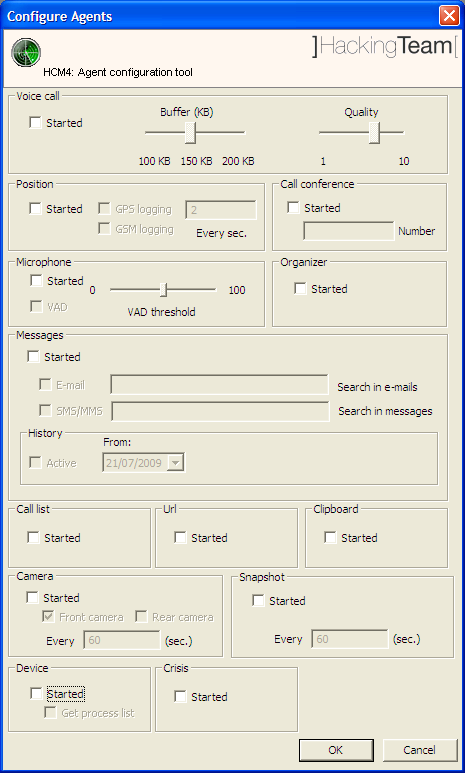 Configure Agents
]HackingTeam[
HCM4: Agent configuration tool
Voice call
Started
Buffer (KB)
100 KB 150 KB 200 KB
Quality
1 10
Position
Started
GPS logging
2
GSM logging
Every sec.
Call conference
Started
Number
Microphone
Started
0 100
VAD
VAD threshold
Organizer
Started
Messages
Started
E-mail
Search in e-mails
SMS/MMS
Search in messages
History
From:
Active
21/07/2009
Call list
Started
Url
Started
Clipboard
Started
Camera
Started
Front camera
Rear camera
Every 60 (sec.)
Snapshot
Started
Every 60 (sec.)
Device
Started
Get process list
Crisis
Started
OK
Cancel